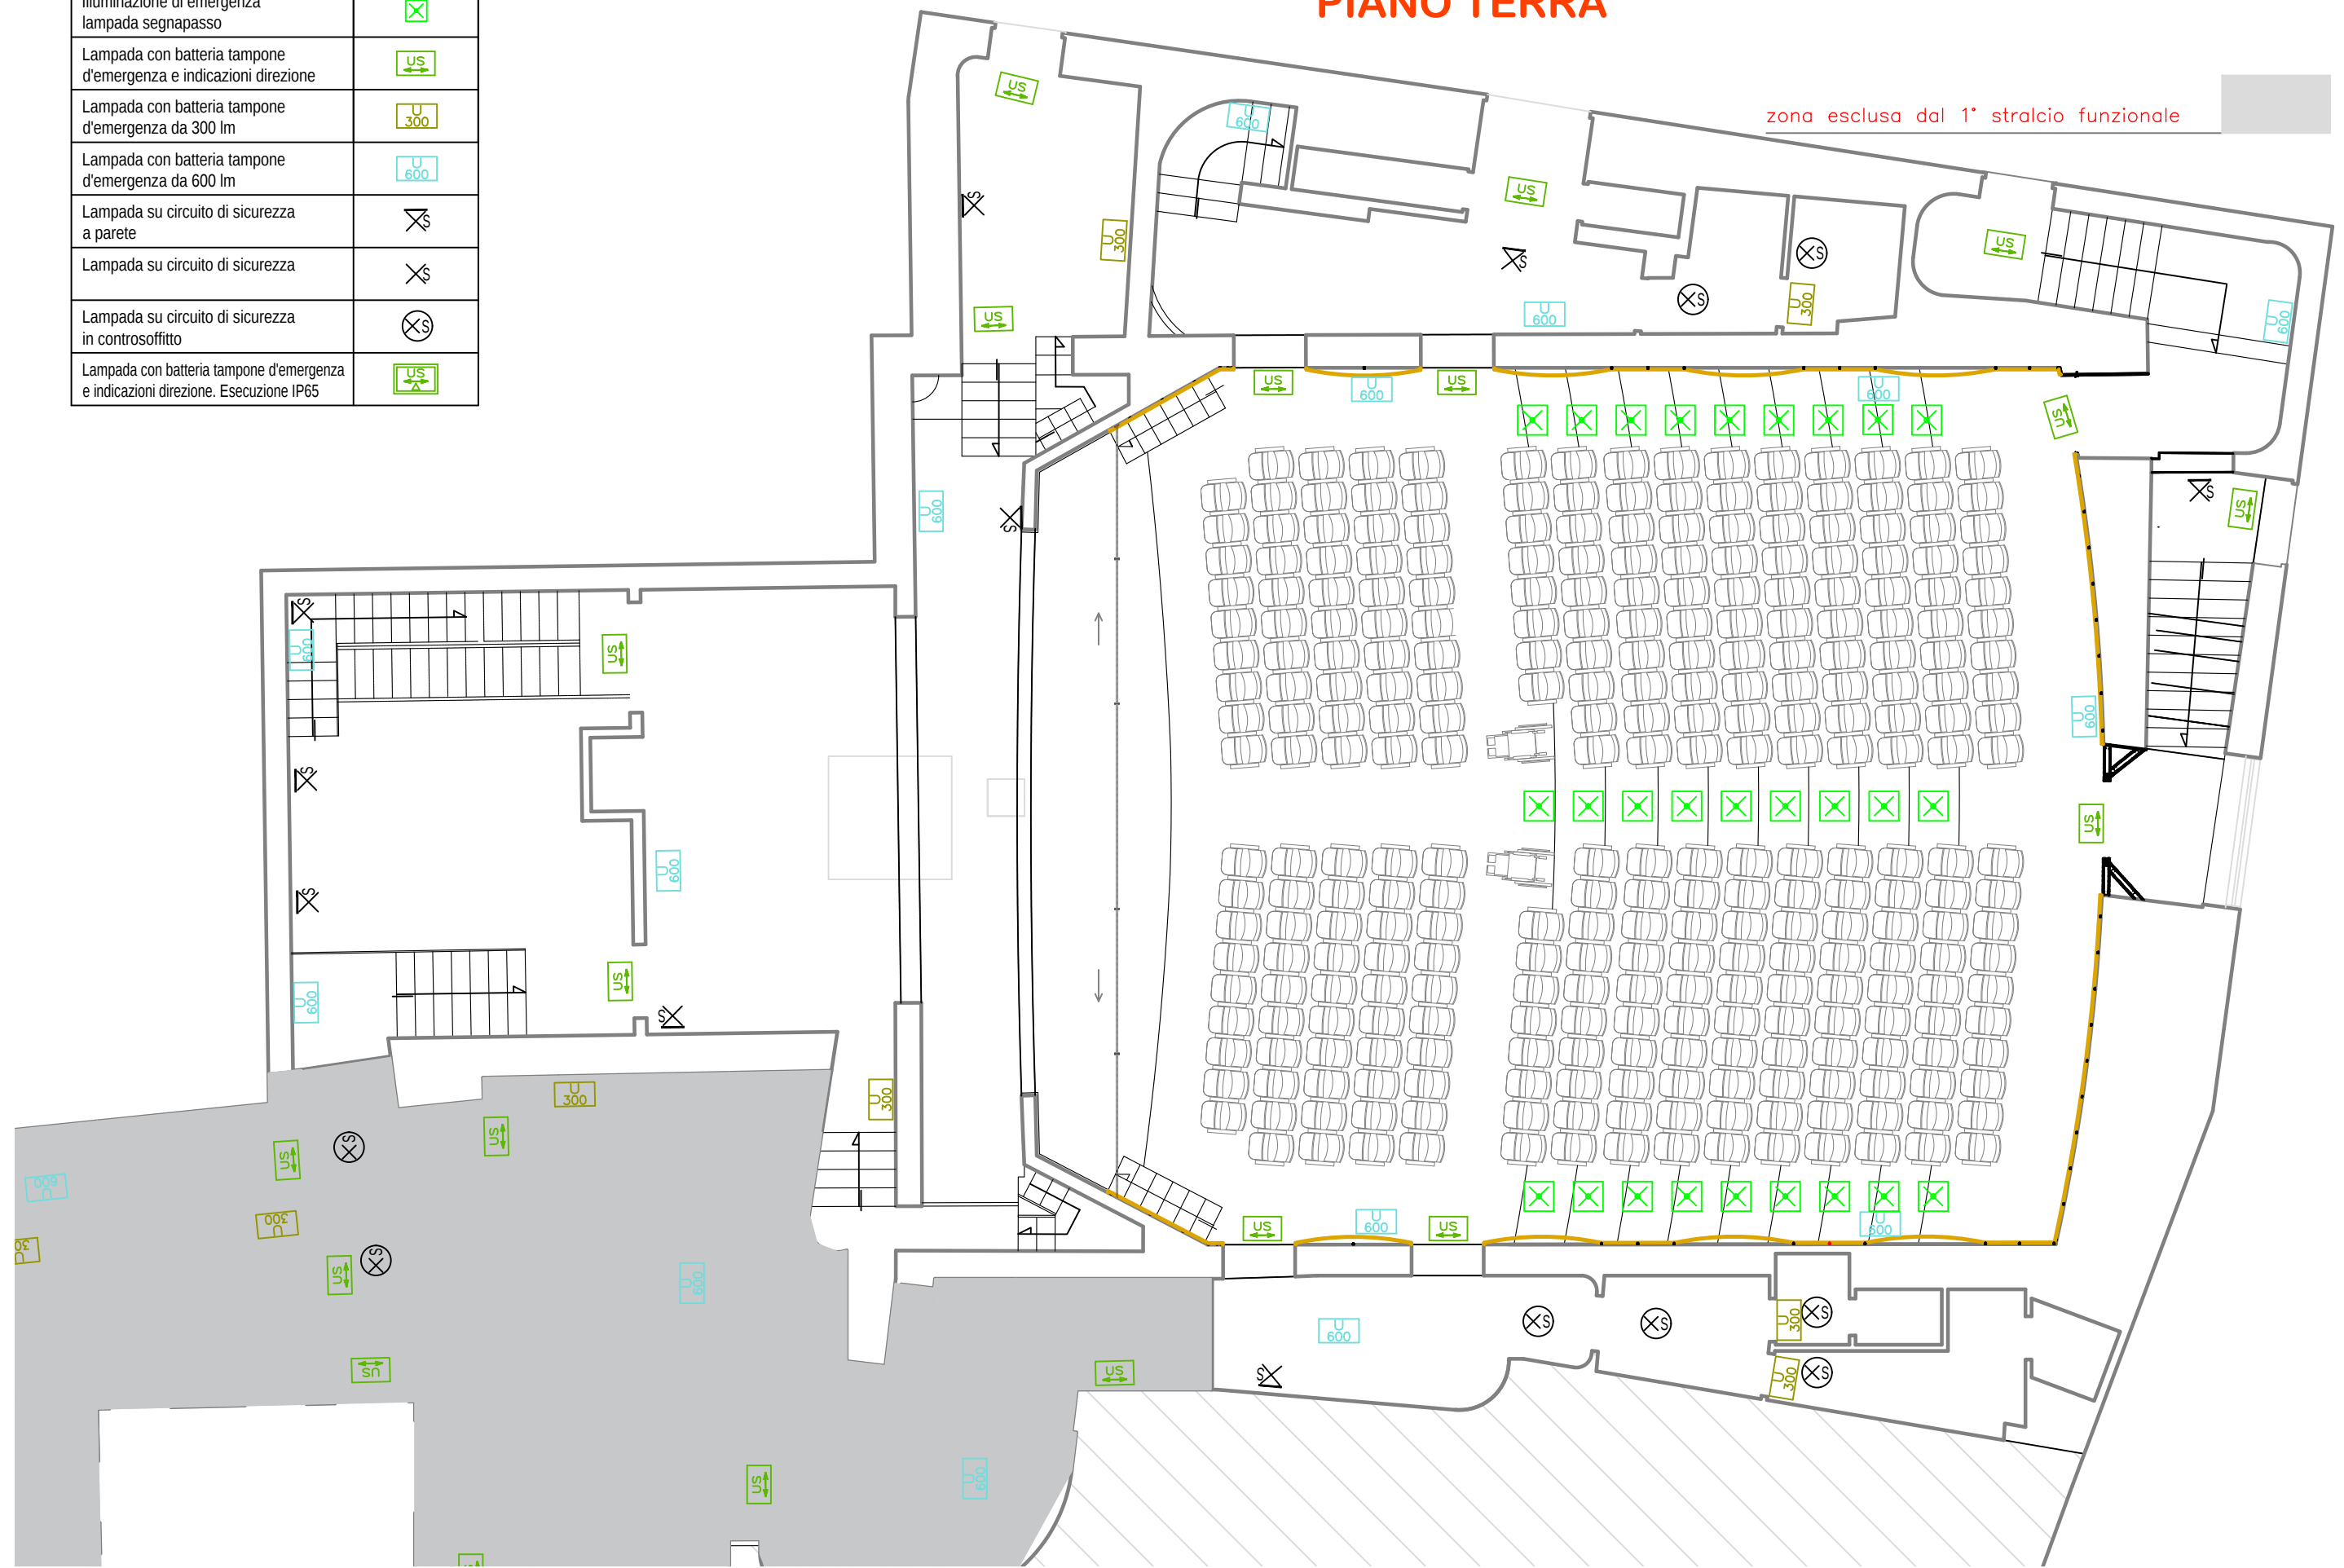 PIANO TERRA
Illuminazione di emergenza
lampada segnapasso
Lampada con batteria tampone
d'emergenza e indicazioni direzione
US
Lampada con batteria tampone
d'emergenza da 300 lm
U
300
Lampada con batteria tampone
d'emergenza da 600 lm
U
600
Lampada su circuito di sicurezza
a parete
S
Lampada su circuito di sicurezza
S
Lampada su circuito di sicurezza
in controsoffitto
S
Lampada con batteria tampone d'emergenza
e indicazioni direzione. Esecuzione IP65
US
zona esclusa dal 1° stralcio funzionale